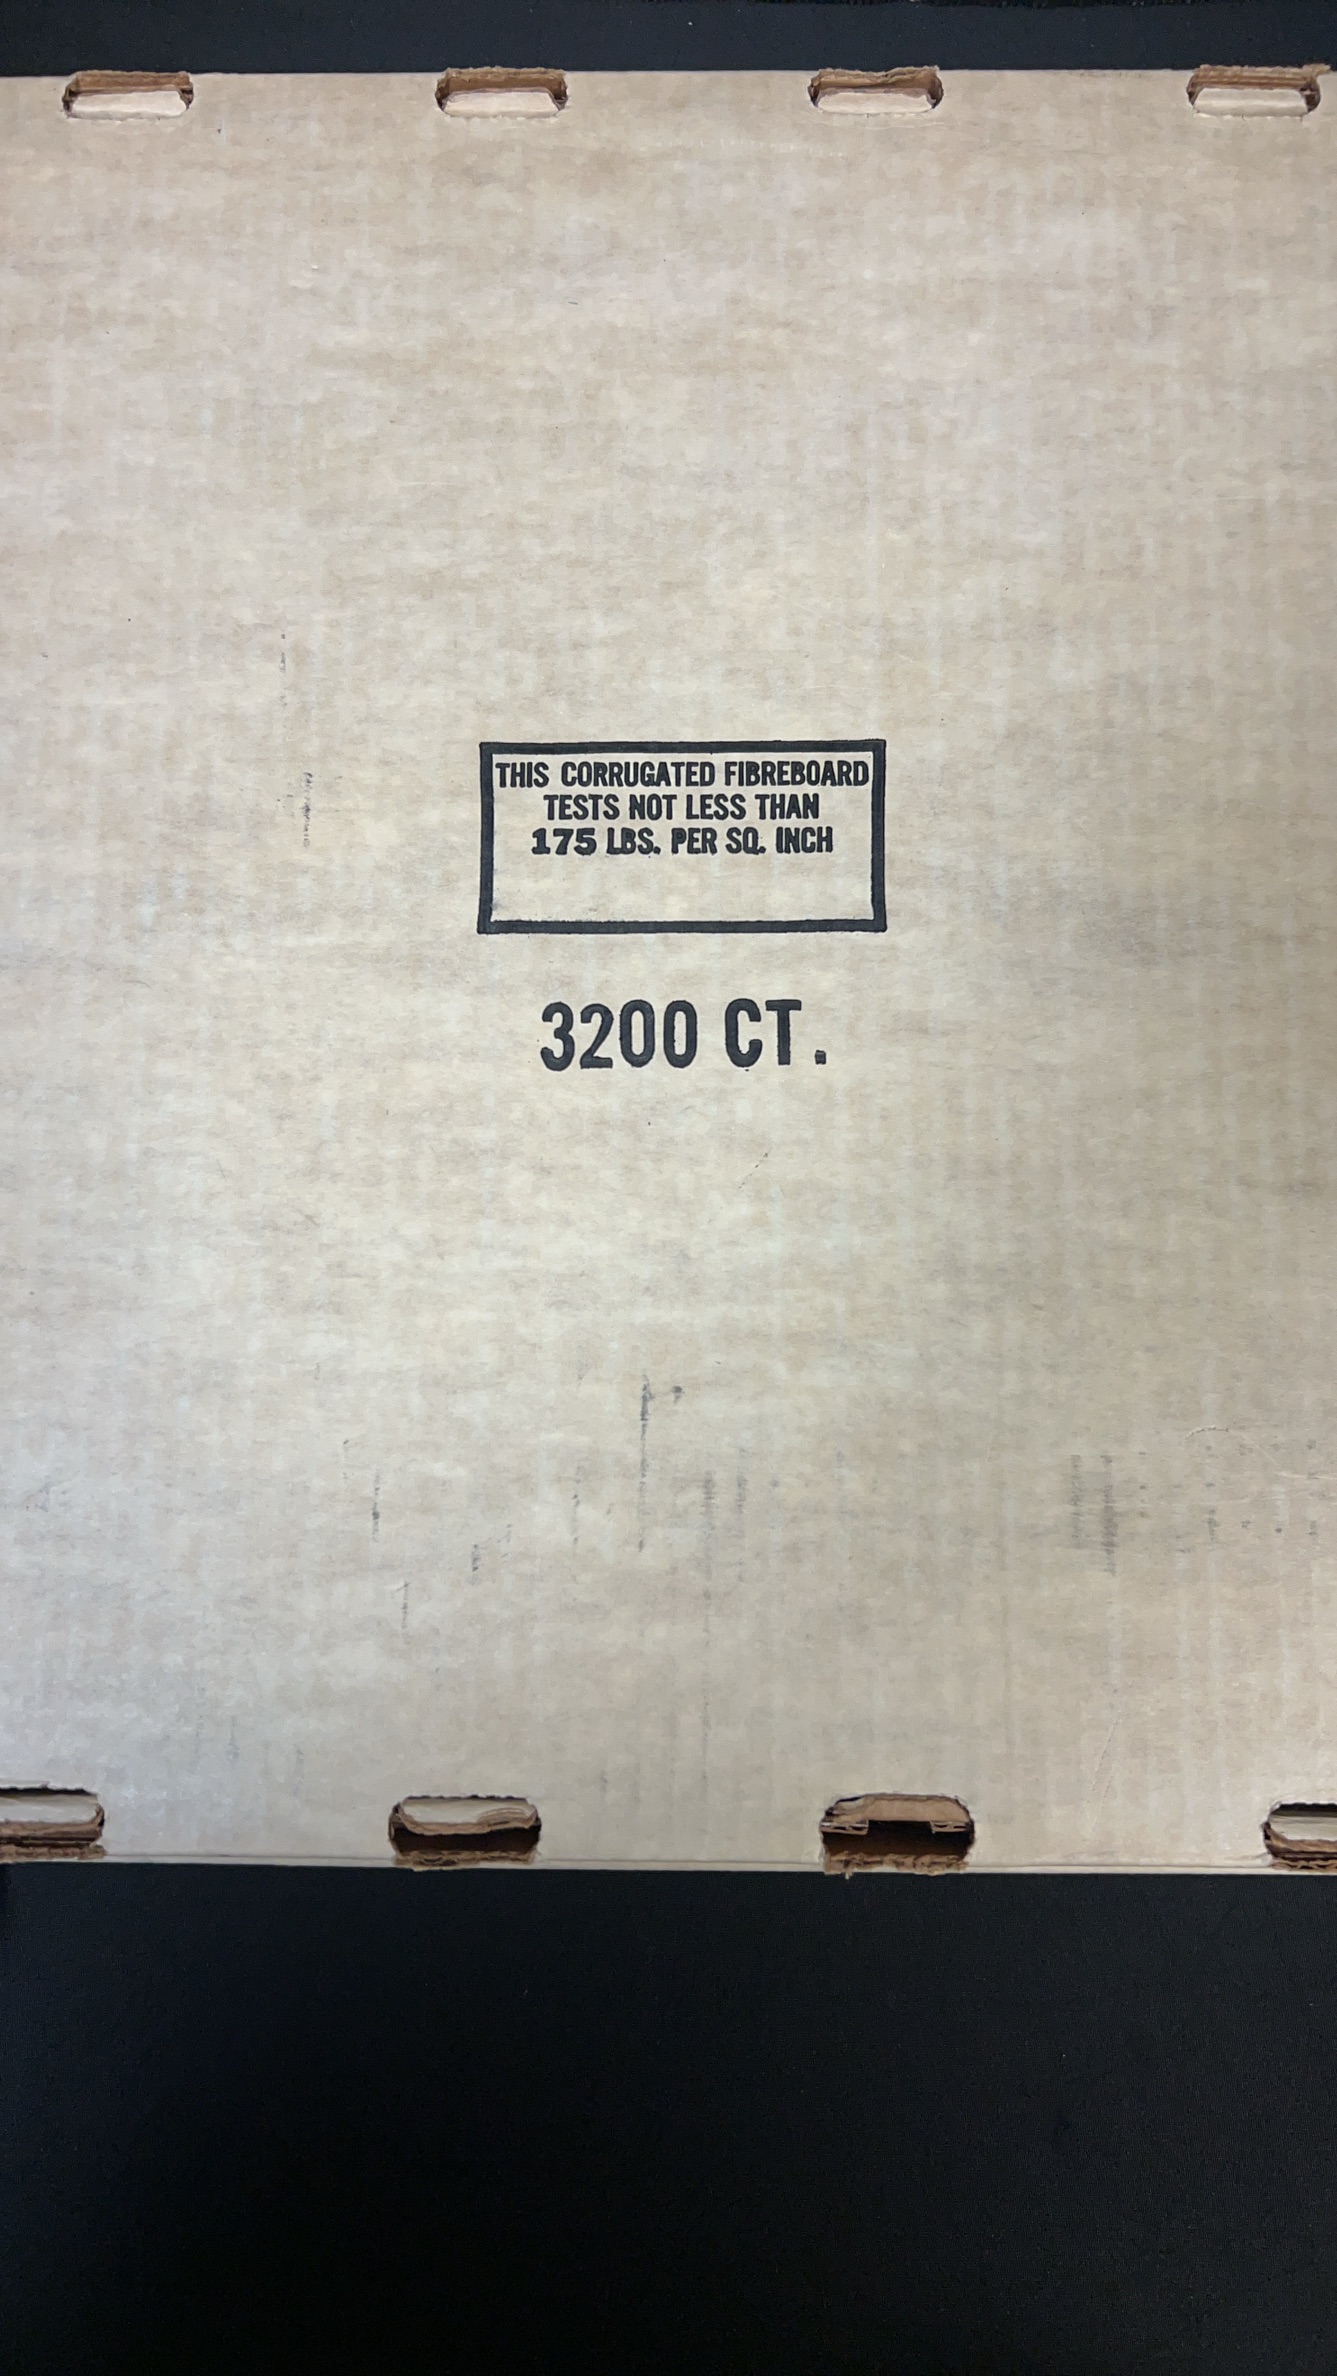 THIS CORRUGATED FIBREBOARD
TESTS NOT LESS THAN
175 LBS. PER SQ. INCH
3200 CT.